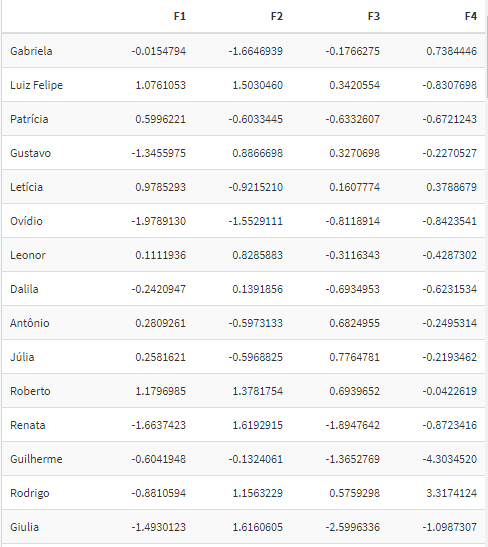 F1 F2 F3 F4
Gabriela -0.0154794 -1.6646939 -0.1766275 0.7384446
Luiz Felipe 1.0761053 1.5030460 0.3420554 -0.8307698
Patrícia 0.5996221 -0.6033445 -0.6332607 -0.6721243
Gustavo -1.3455975 0.8866698 0.3270698 -0.2270527
Letícia 0.9785293 -0.9215210 0.1607774 0.3788679
Ovídio -1.9789130 -1.5529111 -0.8118914 -0.8423541
Leonor 0.1111936 0.8285883 -0.3116343 -0.4287302
Dalila -0.2420947 0.1391856 -0.6934953 -0.6231534
Antônio 0.2809261 -0.5973133 0.6824955 -0.2495314
Júlia 0.2581621 -0.5968825 0.7764781 -0.2193462
Roberto 1.1796985 1.3781754 0.6939652 -0.0422619
Renata -1.6637423 1.6192915 -1.8947642 -0.8723416
Guilherme -0.6041948 -0.1324061 -1.3652769 -4.3034520
Rodrigo -0.8810594 1.1563229 0.5759298 3.3174124
Giulia -1.4930123 1.6160605 -2.5996336 -1.0987307